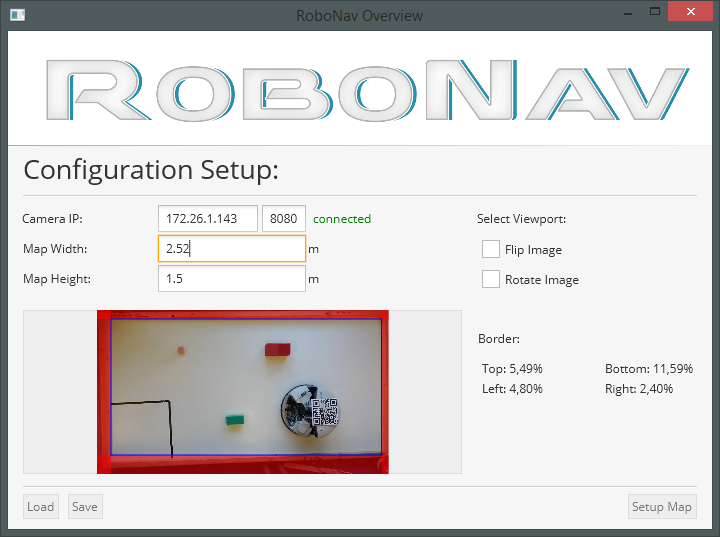 RoboNav Overview
ROBONAV
Configuration Setup:
Camera IP: 172.26.1.143 8080 connected
Map Width: 2.52 m
Map Height: 1.5 m
Select Viewport:
Flip Image
Rotate Image
Border:
Top: 5,49% Bottom: 11,59%
Left: 4,80% Right: 2,40%
Load Save Setup Map